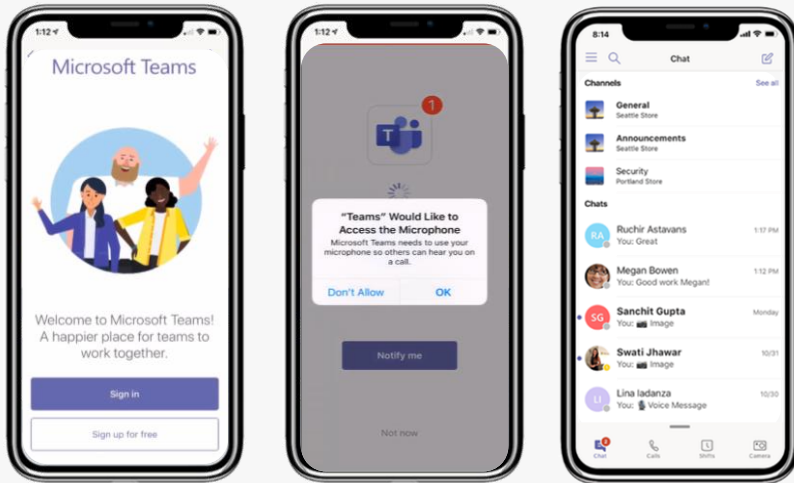 1:12
Microsoft Teams
Welcome to Microsoft Teams!
A happier place for teams to
work together.
Sign in
Sign up for free
1:12
1
T
"Teams" Would Like to
Access the Microphone
Microsoft Teams needs to use your
microphone so others can hear you on
a call.
Don't Allow
OK
Notify me
Not now
8:14
Chat
Channels
See all
General
Seattle Store
Announcements
Seattle Store
Security
Portland Store
Chats
RA
Ruchir Astavans
1:17 PM
You: Great
Megan Bowen
1:12 PM
You: Good work Megan!
SG
Sanchit Gupta
Monday
You: Image
Swati Jhawar
10/31
You: Image
LI
Lina Iadanza
10/30
You: Voice Message
Chat
Calls
Shifts
Camera